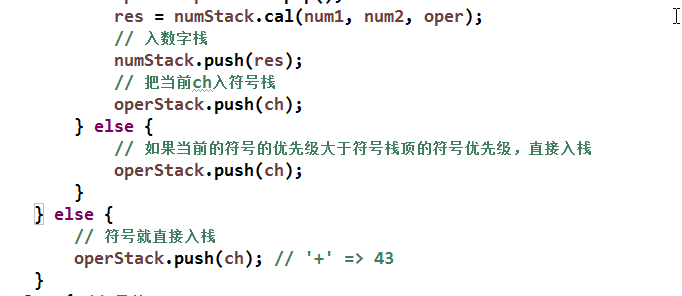 res = numStack.cal(num1, num2, oper);
// 入数字栈
numStack.push(res);
// 把当前ch入符号栈
operStack.push(ch);
} else {
// 如果当前的符号的优先级大于符号栈顶的符号优先级，直接入栈
operStack.push(ch);
}
} else {
// 符号就直接入栈
operStack.push(ch); // '+' => 43
}